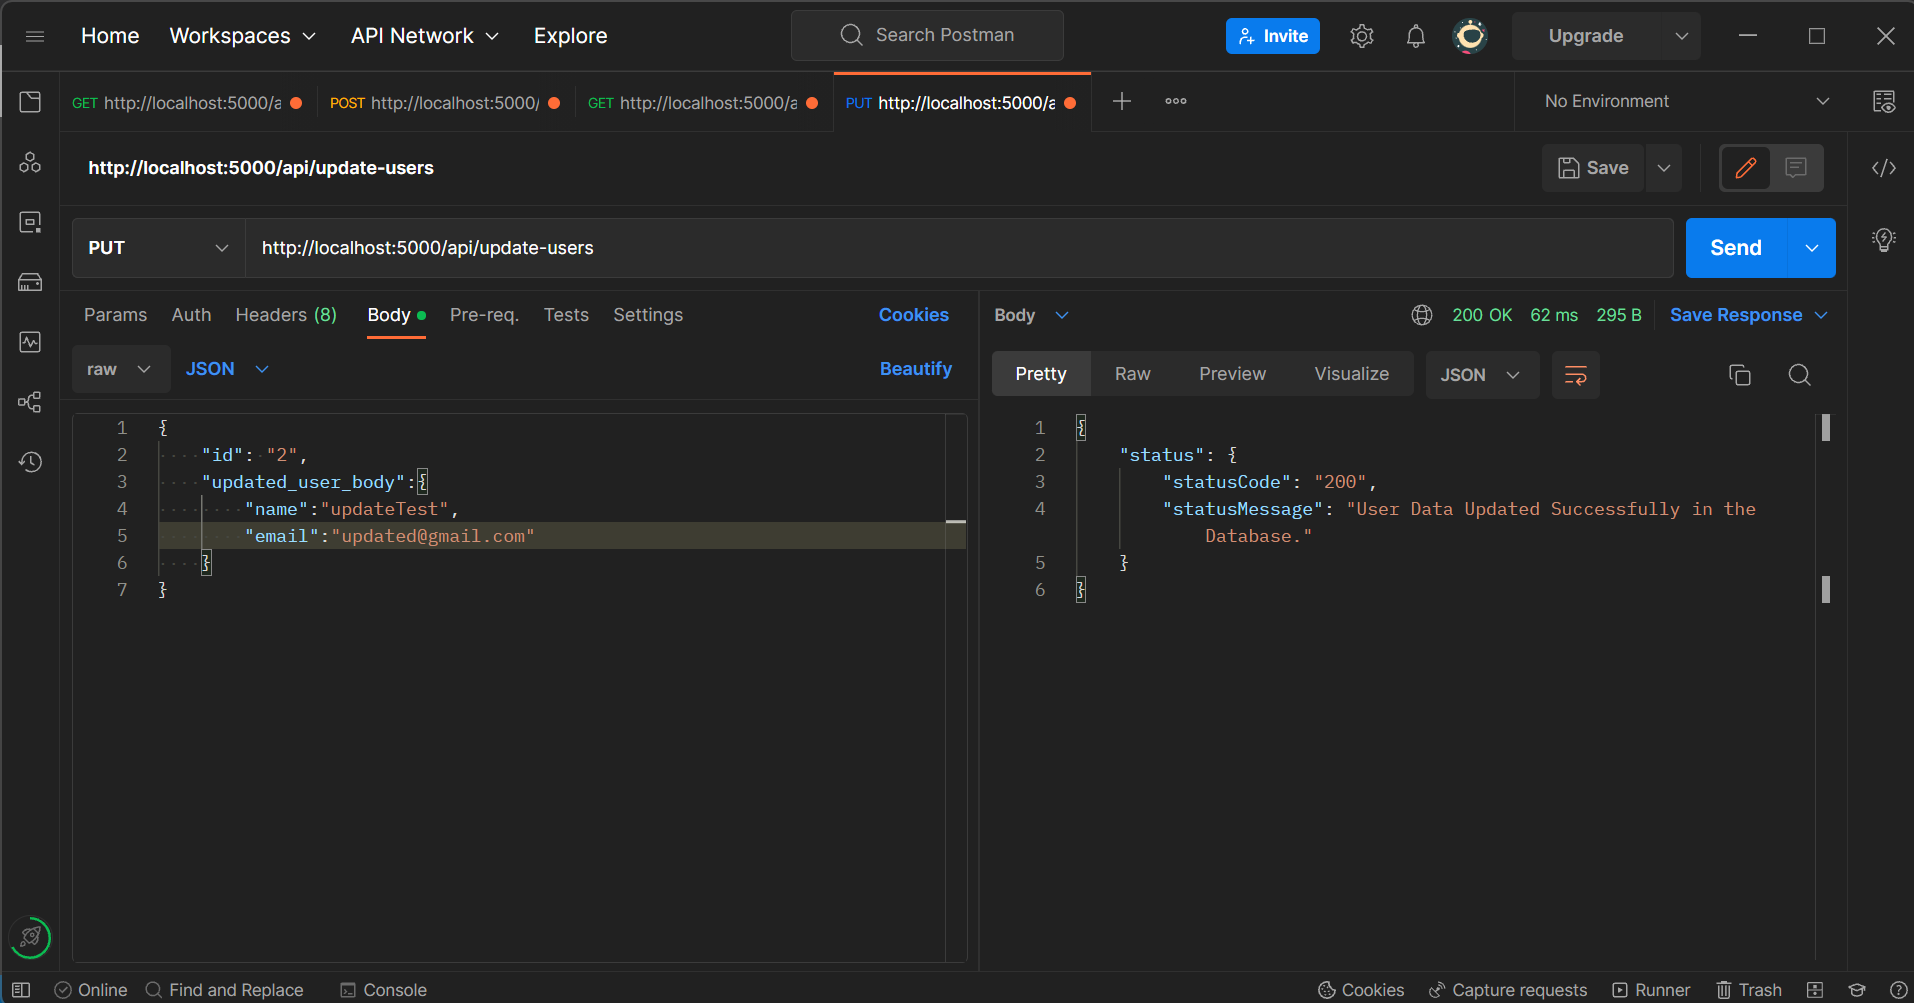 Home Workspaces API Network Explore Search Postman Invite Upgrade
GET http://localhost:5000/a POST http://localhost:5000/ GET http://localhost:5000/a PUT http://localhost:5000/a No Environment
http://localhost:5000/api/update-users Save
PUT http://localhost:5000/api/update-users Send
Params Auth Headers (8) Body Pre-req. Tests Settings Cookies
raw JSON Beautify
1 {
2 "id": "2",
3 "updated_user_body":{
4 "name":"updateTest",
5 "email":"updated@gmail.com"
6 }
7 }
Body 200 OK 62 ms 295 B Save Response
Pretty Raw Preview Visualize JSON
1 {
2 "status": {
3 "statusCode": "200",
4 "statusMessage": "User Data Updated Successfully in the
Database."
5 }
6 }
Online Find and Replace Console Cookies Capture requests Runner Trash